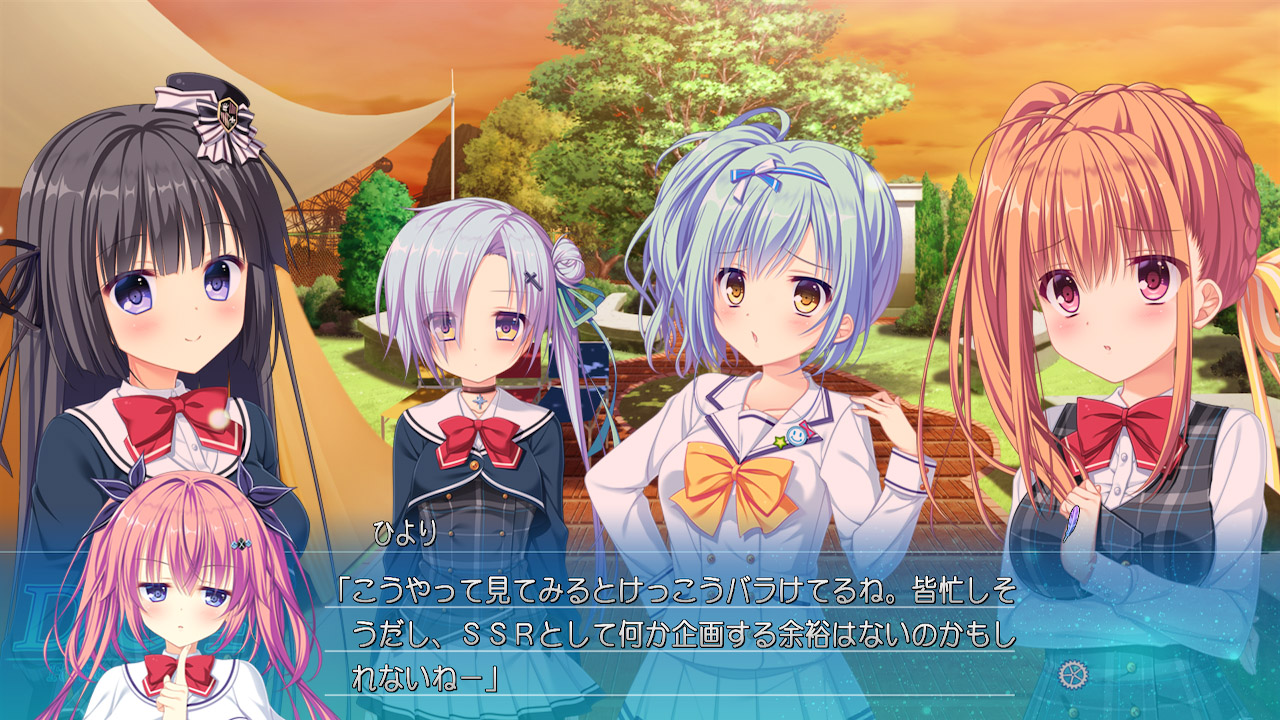 ひより
「こうやって見てみるとけっこうバラけてるね。皆忙しそ
うだし、ＳＳＲとして何か企画する余裕はないのかもし
れないねー」